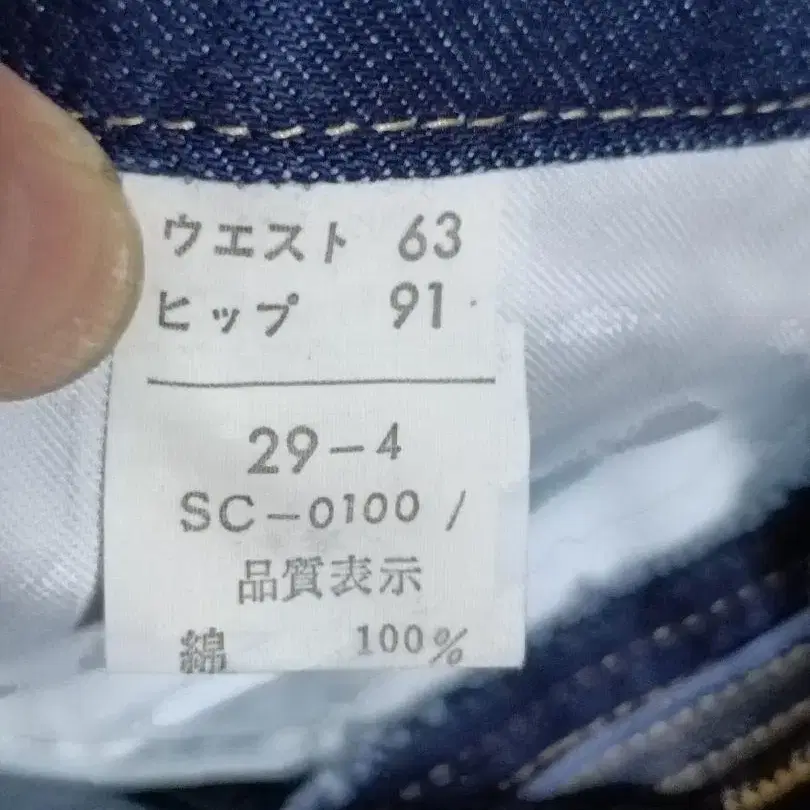 ウエスト 63
ヒップ 91
29-4
SC-0100 /
品質表示
綿 100%